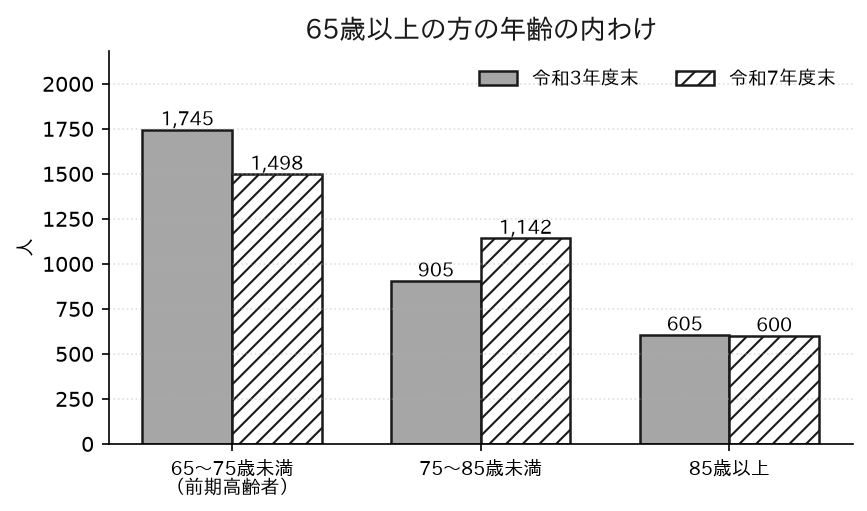 65歳以上の方の年齢の内わけ
令和3年度末
令和7年度末
人
2000
1750
1500
1250
1000
750
500
250
0
1,745
1,498
905
1,142
605
600
65～75歳未満
（前期高齢者）
75～85歳未満
85歳以上